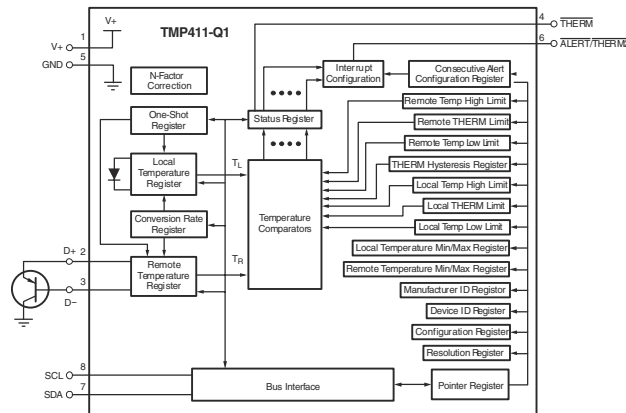 TMP411-Q1
V+
1
V+
5
GND
4
THERM
6
ALERT/THERM2
N-Factor
Correction
Interrupt
Configuration
Consecutive Alert
Configuration Register
One-Shot
Register
Status Register
Remote Temp High Limit
Remote THERM Limit
Remote Temp Low Limit
THERM Hysteresis Register
Local Temp High Limit
Local THERM Limit
Local Temp Low Limit
Local Temperature Min/Max Register
Remote Temperature Min/Max Register
Manufacturer ID Registor
Device ID Register
Configuration Register
Resolution Register
Local
Temperature
Register
TL
Temperature
Comparators
Conversion Rate
Register
D+
2
Remote
Temperature
Register
TR
3
D−
8
SCL
7
SDA
Bus Interface
Pointer Register